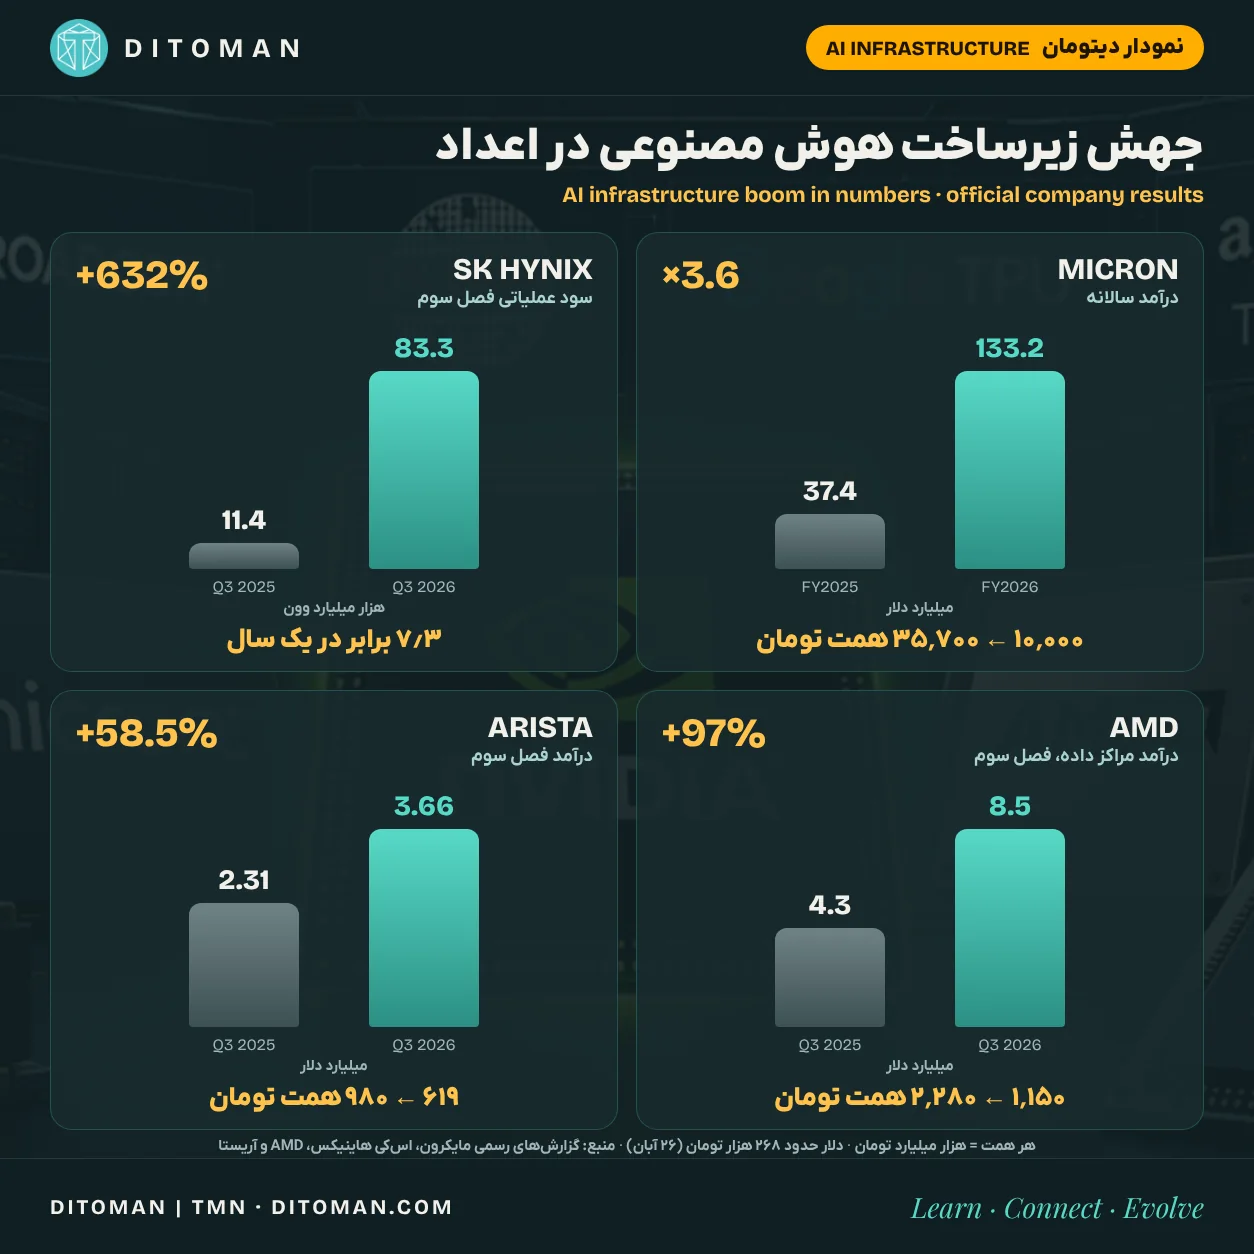 DITOMAN
نمودار دیتومان AI INFRASTRUCTURE
جهش زیرساخت هوش مصنوعی در اعداد
AI infrastructure boom in numbers · official company results
MICRON
درآمد سالانه
×3.6
133.2
37.4
FY2025
FY2026
میلیارد دلار
۱۰,۰۰۰ ← ۳۵,۷۰۰ همت تومان
SK HYNIX
سود عملیاتی فصل سوم
+632%
83.3
11.4
Q3 2025
Q3 2026
هزار میلیارد وون
۷٫۳ برابر در یک سال
AMD
درآمد مراکز داده، فصل سوم
+97%
8.5
4.3
Q3 2025
Q3 2026
میلیارد دلار
۱,۱۵۰ ← ۲,۲۸۰ همت تومان
ARISTA
درآمد فصل سوم
+58.5%
3.66
2.31
Q3 2025
Q3 2026
میلیارد دلار
۶۱۹ ← ۹۸۰ همت تومان
هر همت = هزار میلیارد تومان · دلار حدود ۲۶۸ هزار تومان (۲۶ آبان) · منبع: گزارش‌های رسمی مایکرون، اس‌کی هاینیکس، AMD و آریستا
DITOMAN | TMN · DITOMAN.COM
Learn · Connect · Evolve